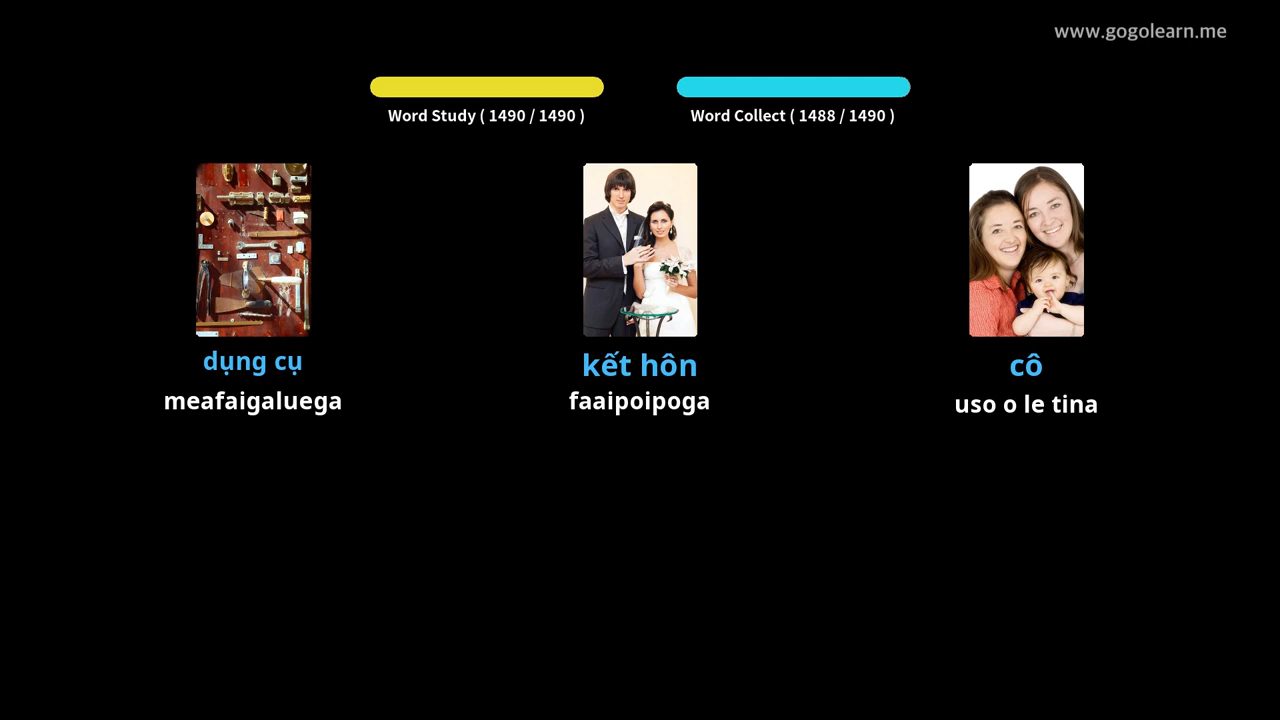 www.gogolearn.me
Word Study ( 1490 / 1490 )
Word Collect ( 1488 / 1490 )
dụng cụ
meafaigaluega
kết hôn
faaipoipoga
cô
uso o le tina